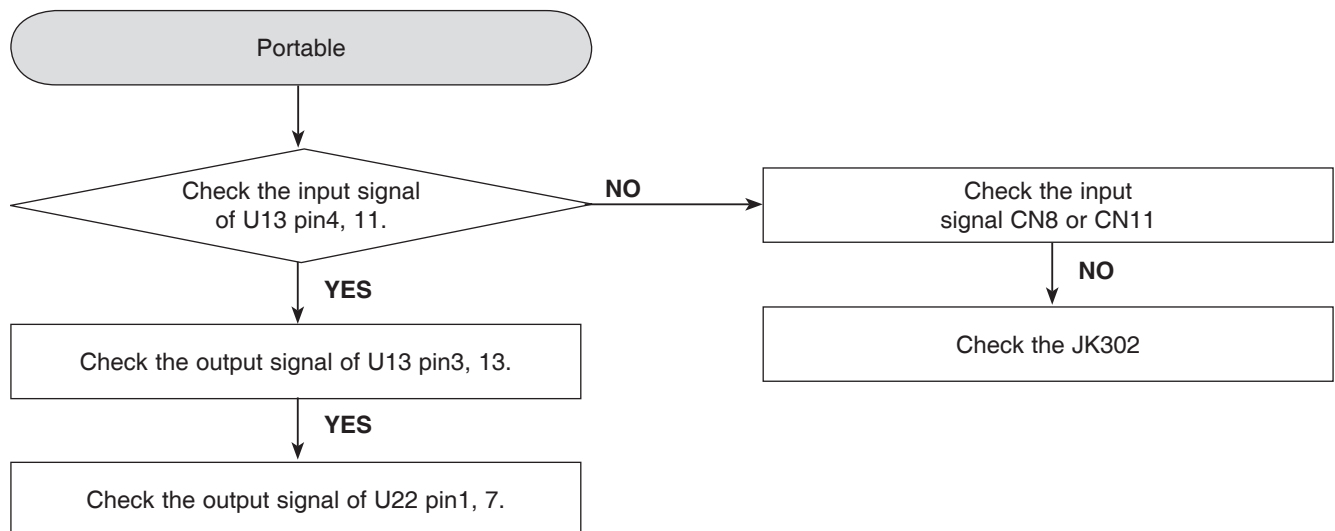 Portable
Check the input signal
of U13 pin4, 11.
NO
Check the input
signal CN8 or CN11
YES
NO
Check the output signal of U13 pin3, 13.
Check the JK302
YES
Check the output signal of U22 pin1, 7.